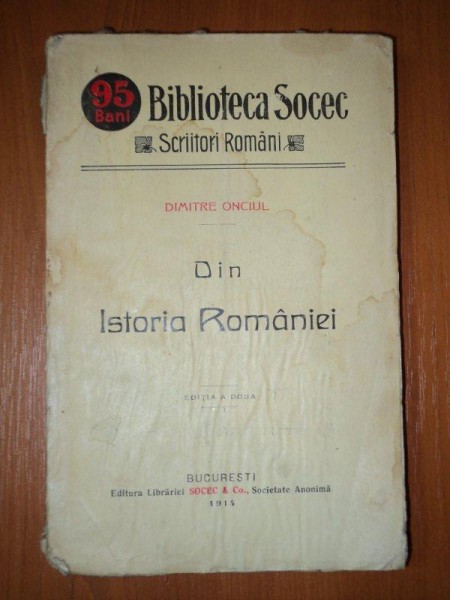 95
Bani
Biblioteca Socec
Scriitori Români
DIMITRE ONCIUL
Din
Istoria României
EDIȚIA A DOUA
BUCUREȘTI
Editura Librăriei SOCEC & Co., Societate Anonimă
1914